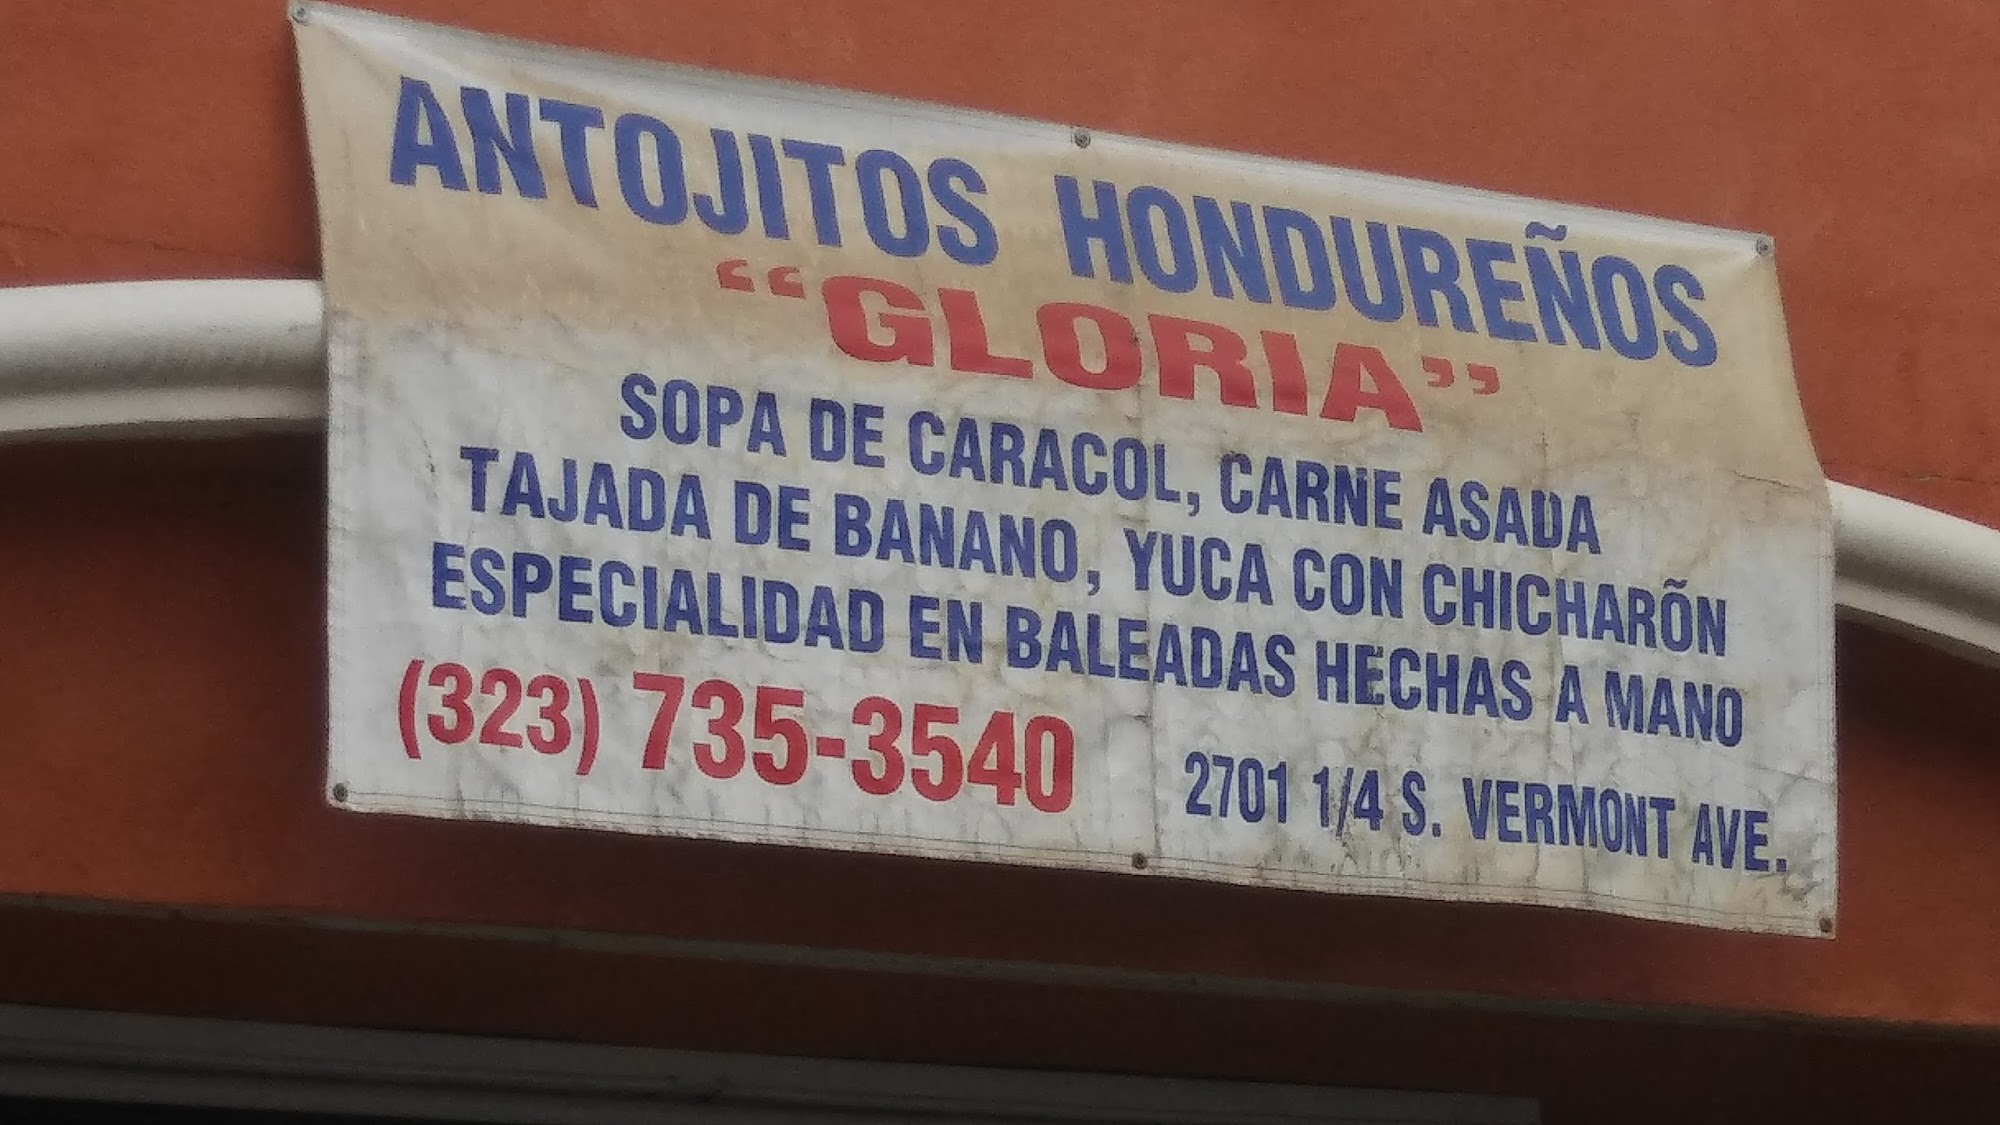 ANTOJITOS HONDUREÑOS
“GLORIA”
SOPA DE CARACOL, CARNE ASADA
TAJADA DE BANANO, YUCA CON CHICHARÕN
ESPECIALIDAD EN BALEADAS HECHAS A MANO
(323) 735-3540
2701 1/4 S. VERMONT AVE.